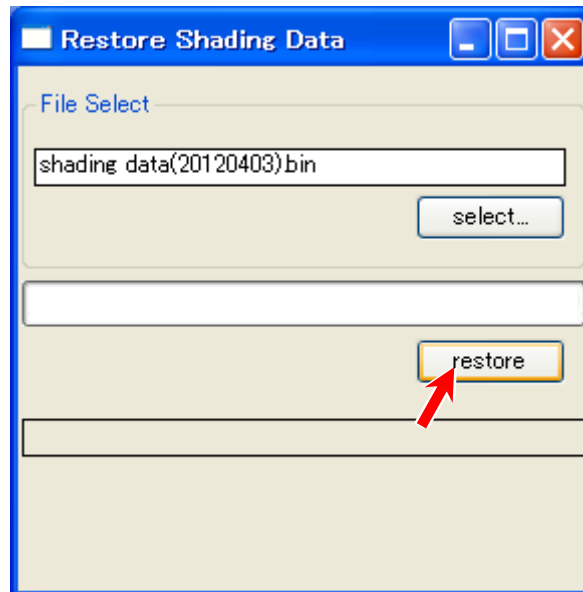 Restore Shading Data
File Select
shading data(20120403).bin
select...
restore